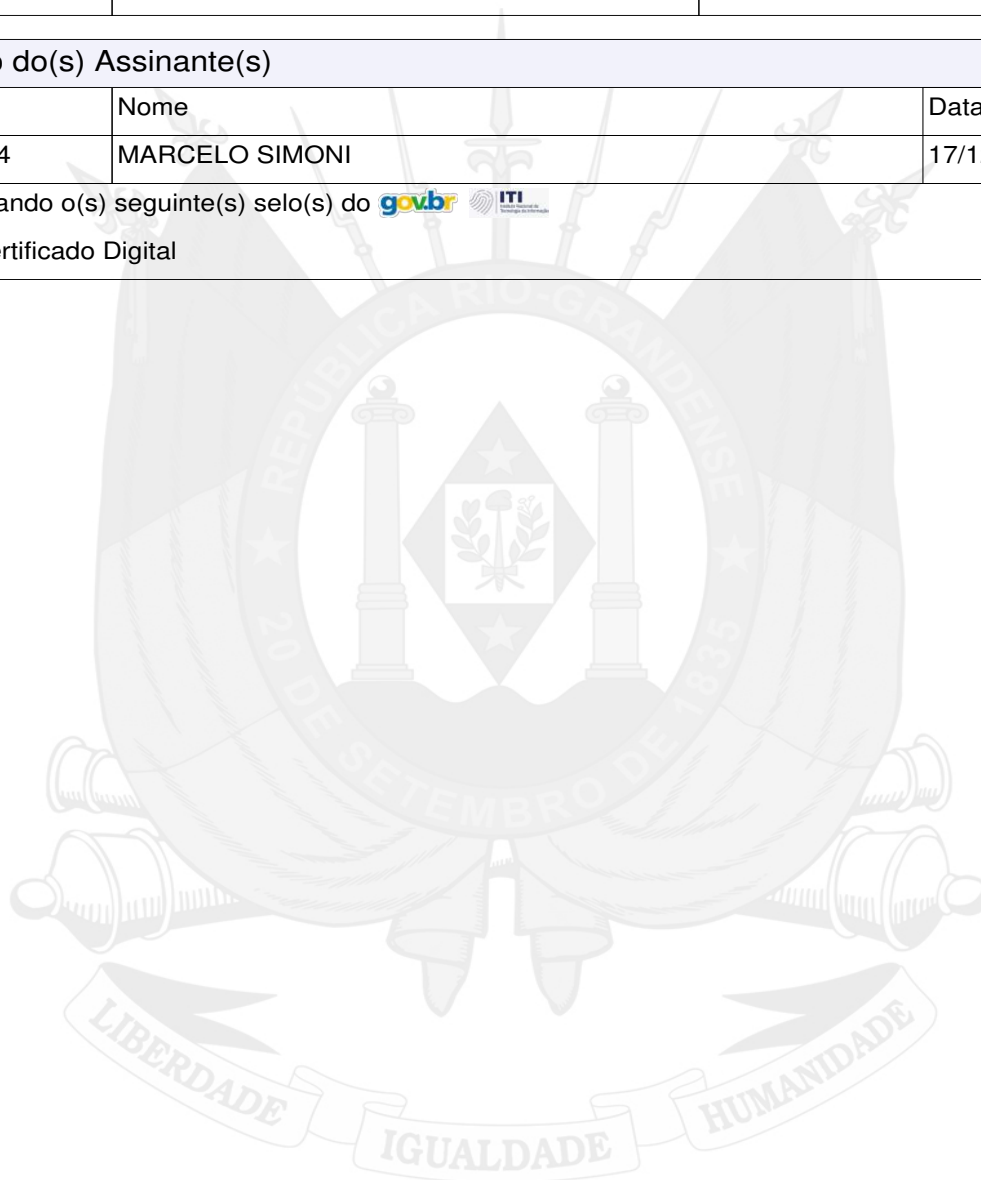 do(s) Assinante(s)
Nome Data
4 MARCELO SIMONI 17/1
ando o(s) seguinte(s) selo(s) do gov.br ITI
ertificado Digital
REPÚBLICA RIO-GRANDENSE
20 DE SETEMBRO DE 1835
LIBERDADE IGUALDADE HUMANIDADE